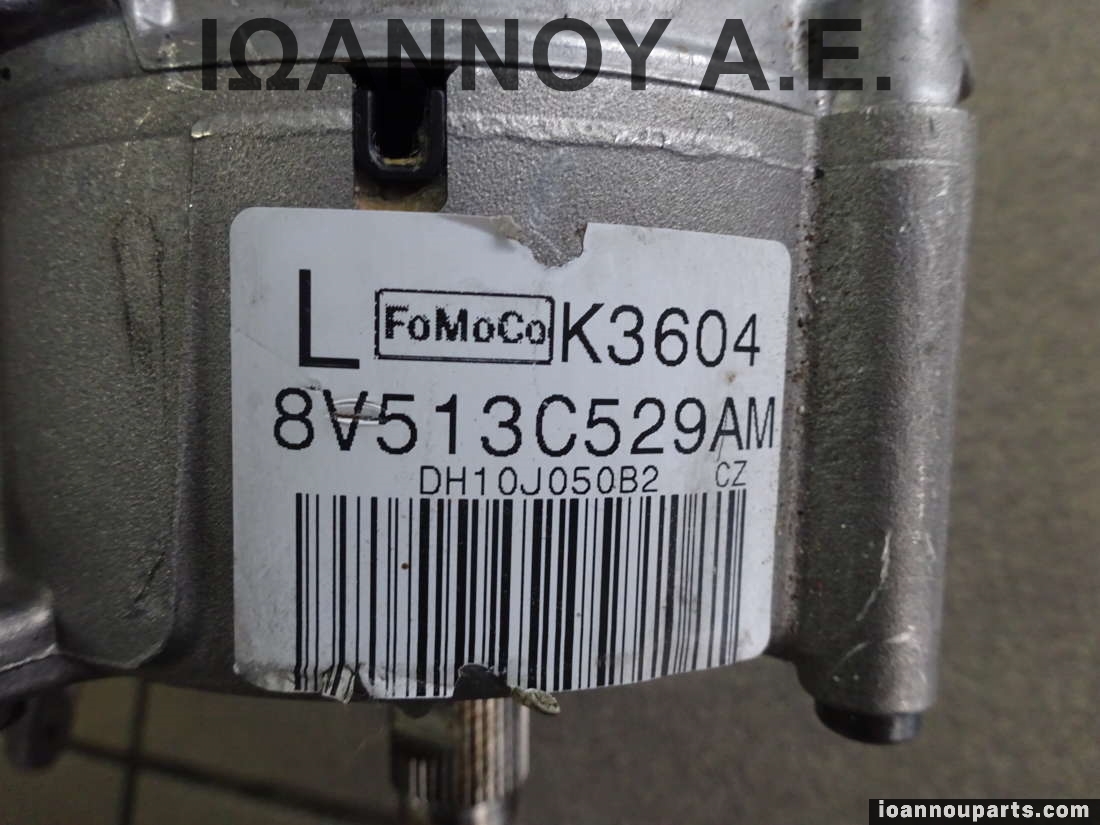 ΙΩΑΝΝΟΥ Α.Ε.
L FoMoCo K3604
8V513C529AM
DH10J050B2 CZ
ioannouparts.com